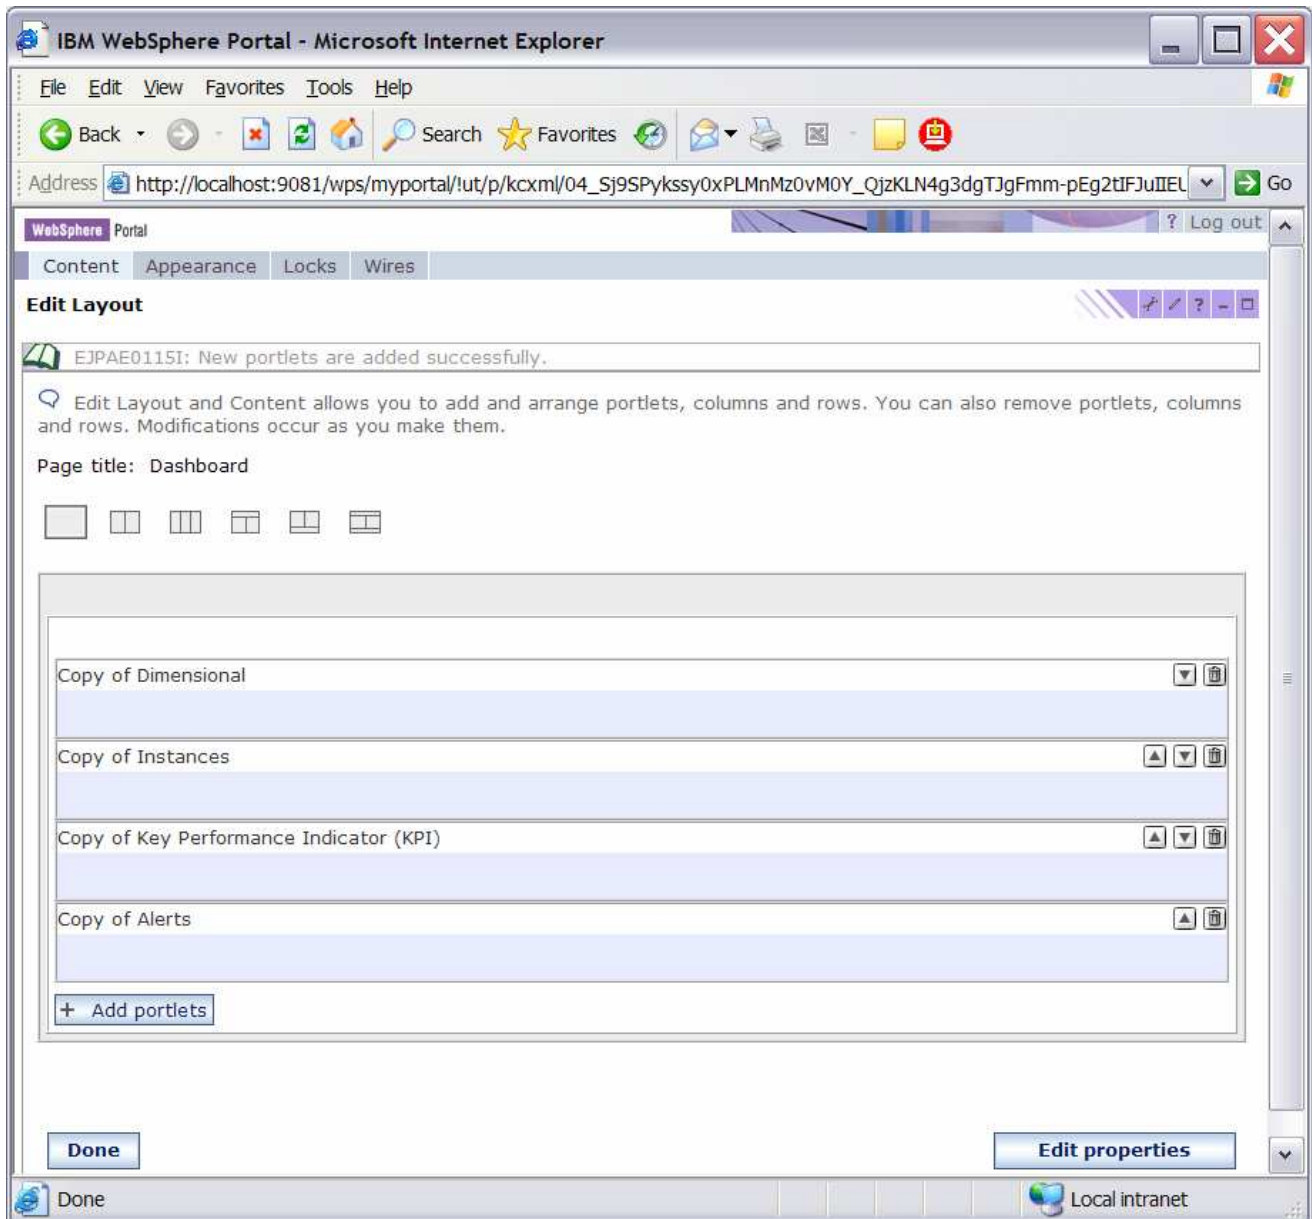 IBM WebSphere Portal - Microsoft Internet Explorer
File Edit View Favorites Tools Help
Back Search Favorites
Address http://localhost:9081/wps/myportal/!ut/p/kcxml/04_Sj9SPykssy0xPLMnMz0vM0Y_QjzKLN4g3dgTJgFmm-pEg2tIFJuIIEU Go
WebSphere Portal ? Log out
Content Appearance Locks Wires
Edit Layout
EJPAE0115I: New portlets are added successfully.
Edit Layout and Content allows you to add and arrange portlets, columns and rows. You can also remove portlets, columns
and rows. Modifications occur as you make them.
Page title: Dashboard
Copy of Dimensional
Copy of Instances
Copy of Key Performance Indicator (KPI)
Copy of Alerts
+ Add portlets
Done Edit properties
Done Local intranet